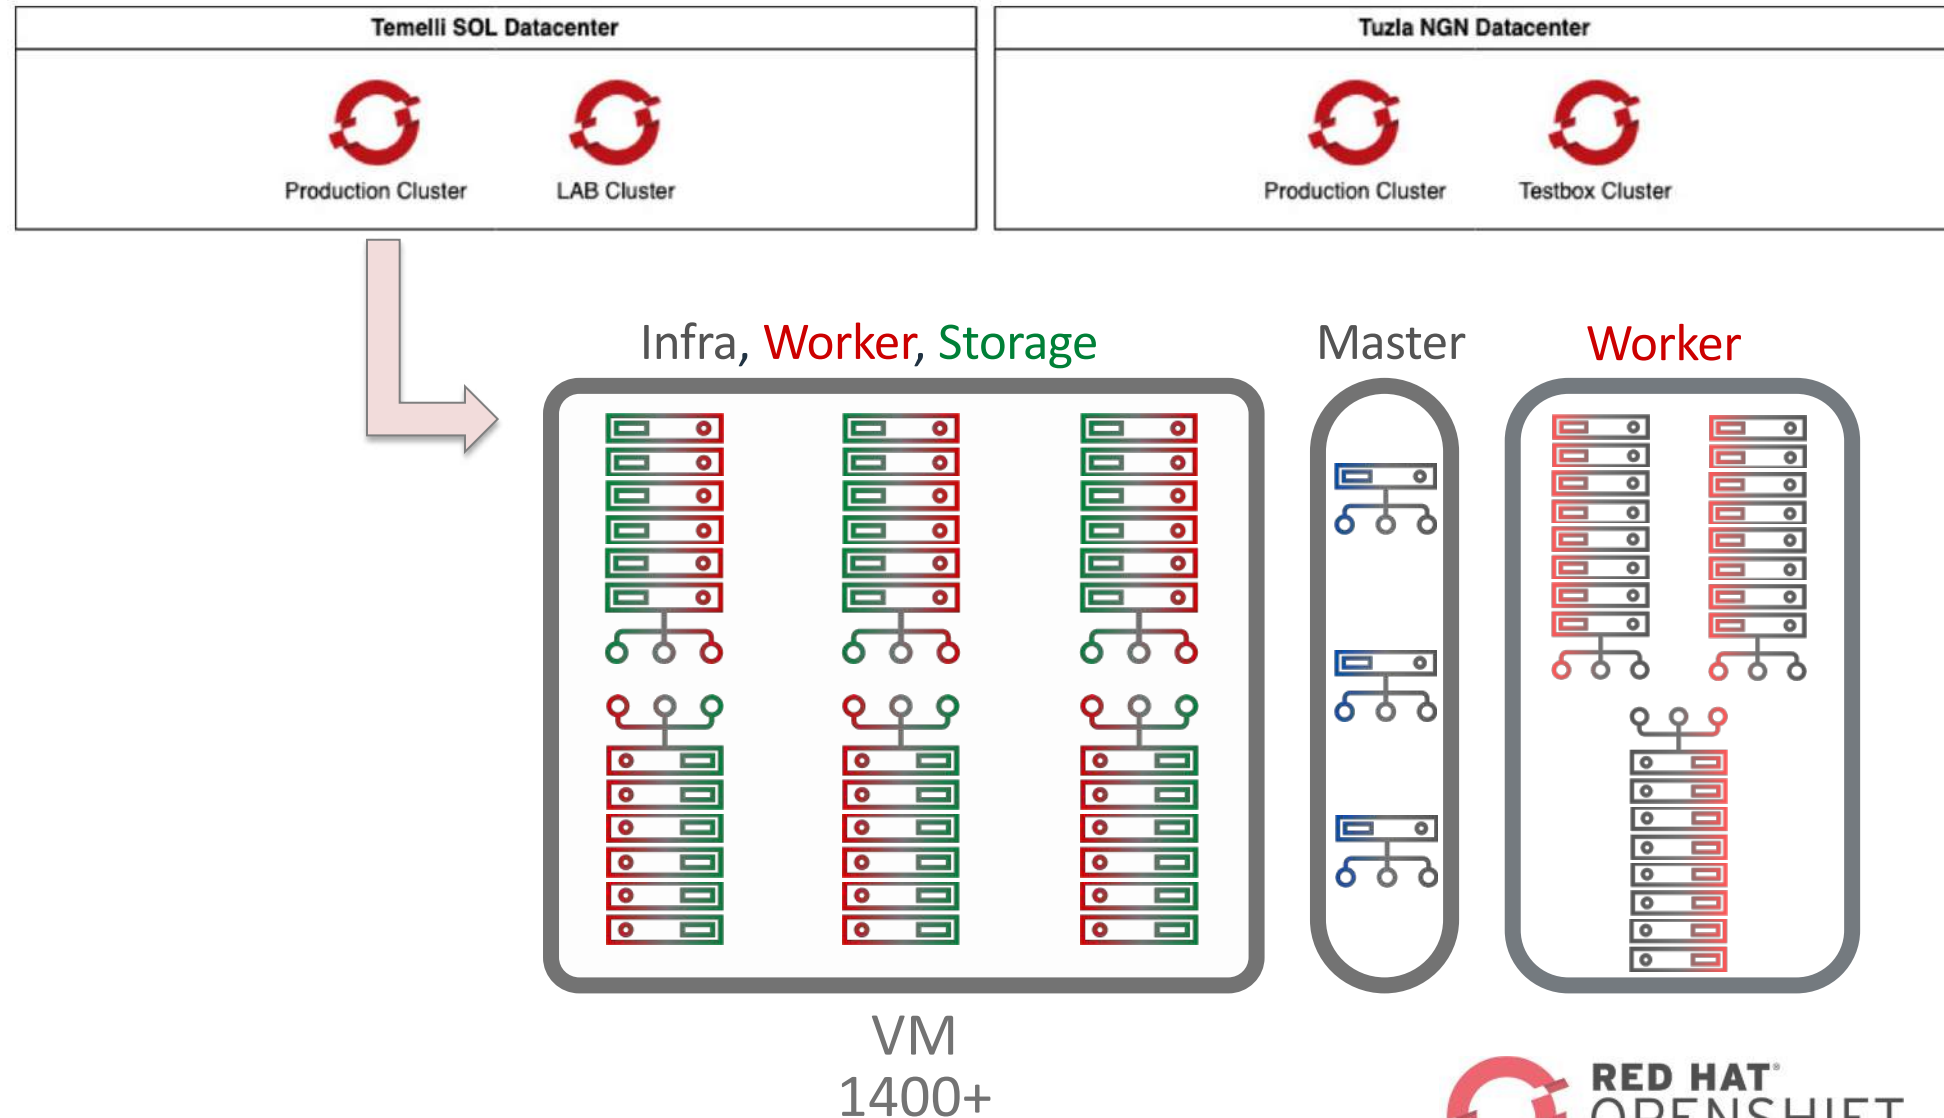 Temelli SOL Datacenter
Production Cluster
LAB Cluster
Tuzla NGN Datacenter
Production Cluster
Testbox Cluster
Infra, Worker, Storage
Master
Worker
VM
1400+
RED HAT®
OPENSHIFT